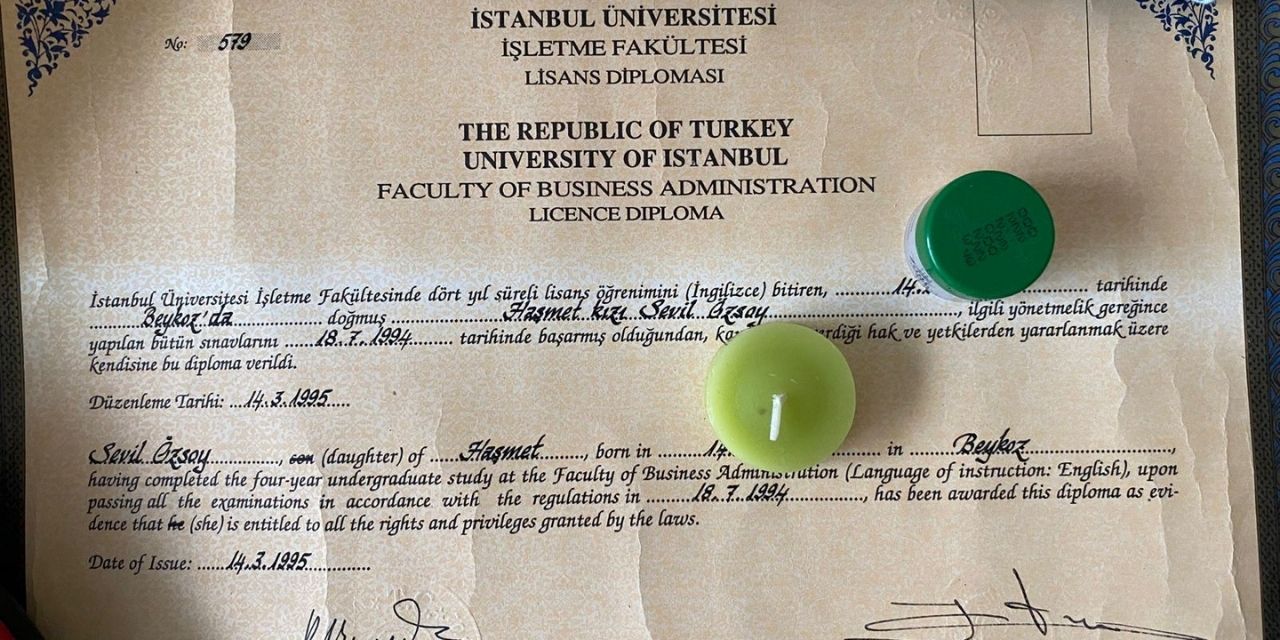 İSTANBUL ÜNİVERSİTESİ
No: 579
İŞLETME FAKÜLTESİ
LİSANS DİPLOMASI
THE REPUBLIC OF TURKEY
UNIVERSITY OF ISTANBUL
FACULTY OF BUSINESS ADMINISTRATION
LICENCE DIPLOMA
İstanbul Üniversitesi İşletme Fakültesinde dört yıl süreli lisans öğrenimini (İngilizce) bitiren, ..........14. .......... tarihinde
..........Beykoz'da.......... doğmuş ..........Haşmet kızı Sevil Özsoy.........., ilgili yönetmelik gereğince
yapılan bütün sınavlarını ......18.7.1994......... tarihinde başarmış olduğundan, hak ve yetkilerden yararlanmak üzere
kendisine bu diploma verildi.
Düzenleme Tarihi: ...14.3.1995.....
Sevil Özsoy.........., son (daughter) of .....Haşmet........, born in .........14. .......... in ..........Beykoz..........,
having completed the four-year undergraduate study at the Faculty of Business Administration (Language of instruction: English), upon
passing all the examinations in accordance with the regulations in .........18.7.1994.........., has been awarded this diploma as evi-
dence that he (she) is entitled to all the rights and privileges granted by the laws.
Date of Issue: ......14.3.1995............